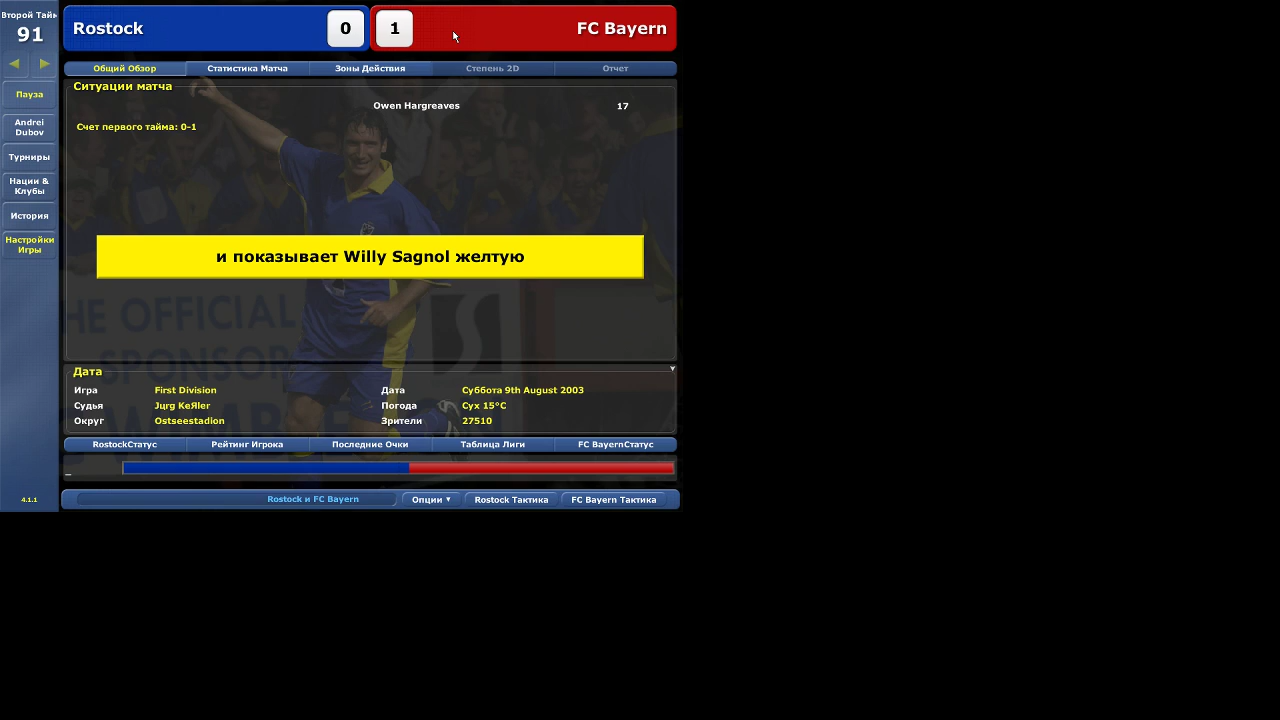 Второй Тайм
91
Rostock 0 1 FC Bayern
Общий Обзор Статистика Матча Зоны Действия Степень 2D Отчет
Пауза
Andrei
Dubov
Турниры
Нации &
Клубы
История
Настройки
Игры
Ситуации матча
Owen Hargreaves 17
Счет первого тайма: 0-1
и показывает Willy Sagnol желтую
HE OFFICIAL
SPONSOR
Дата
Игра First Division Дата Суббота 9th August 2003
Судья Jцrg KeЯler Погода Сух 15°C
Округ Ostseestadion Зрители 27510
RostockСтатус Рейтинг Игрока Последние Очки Таблица Лиги FC BayernСтатус
4.1.1
Rostock и FC Bayern Опции Rostock Тактика FC Bayern Тактика